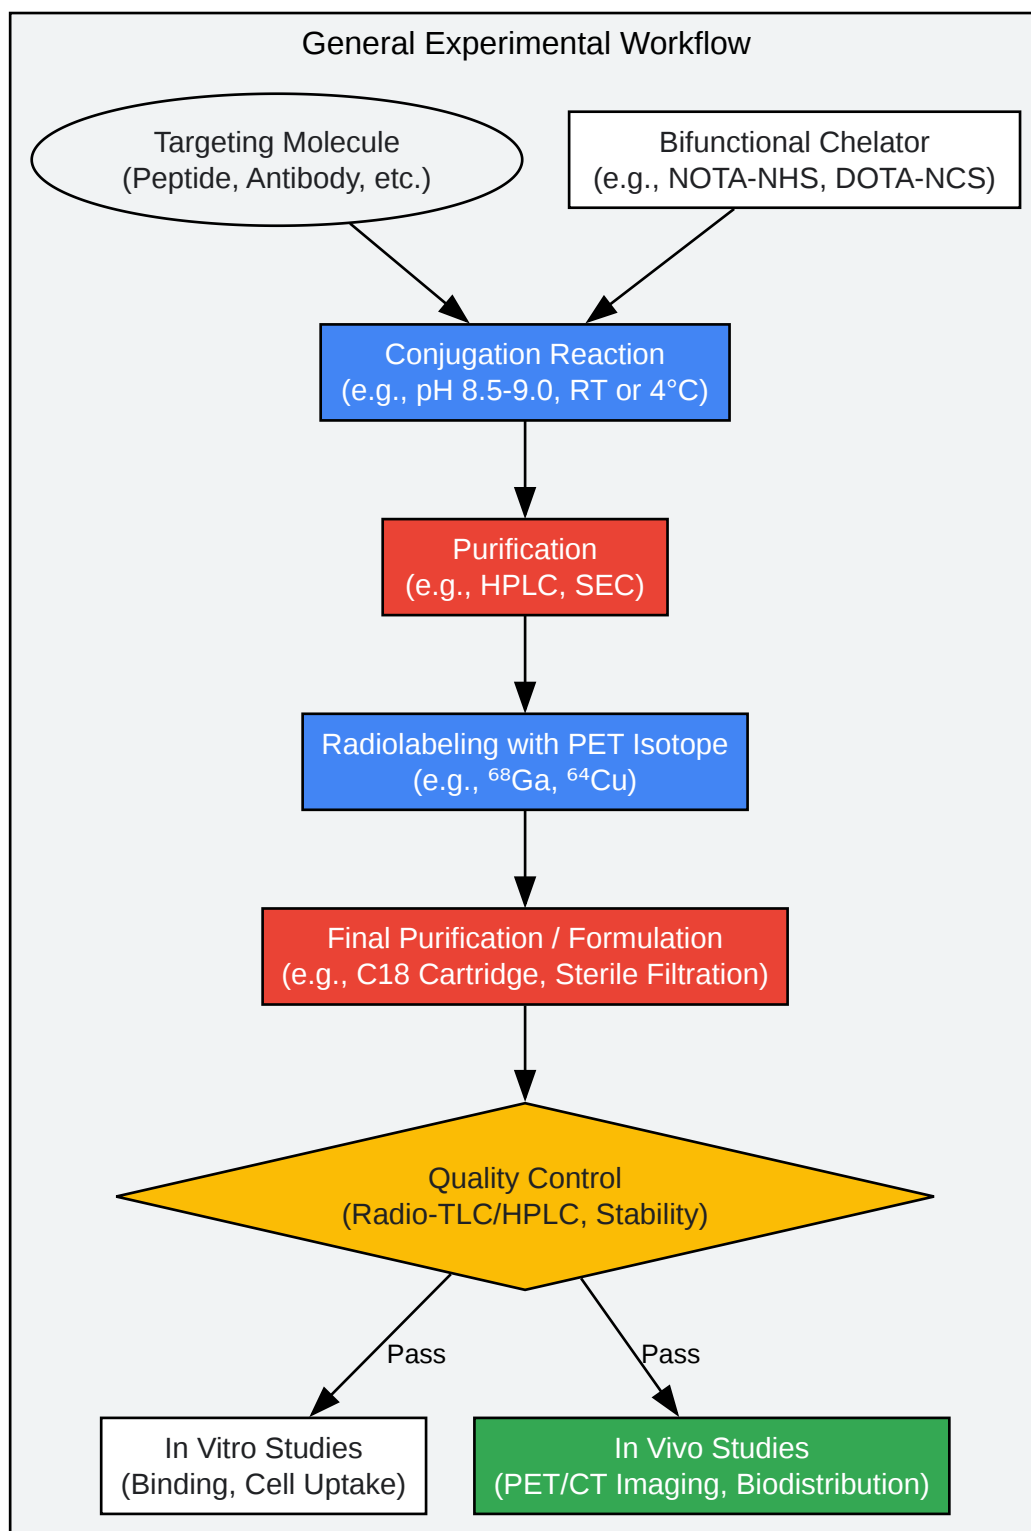 General Experimental Workflow
Targeting Molecule
(Peptide, Antibody, etc.)
Bifunctional Chelator
(e.g., NOTA-NHS, DOTA-NCS)
Conjugation Reaction
(e.g., pH 8.5-9.0, RT or 4°C)
Purification
(e.g., HPLC, SEC)
Radiolabeling with PET Isotope
(e.g., ⁶⁸Ga, ⁶⁴Cu)
Final Purification / Formulation
(e.g., C18 Cartridge, Sterile Filtration)
Quality Control
(Radio-TLC/HPLC, Stability)
Pass
Pass
In Vitro Studies
(Binding, Cell Uptake)
In Vivo Studies
(PET/CT Imaging, Biodistribution)